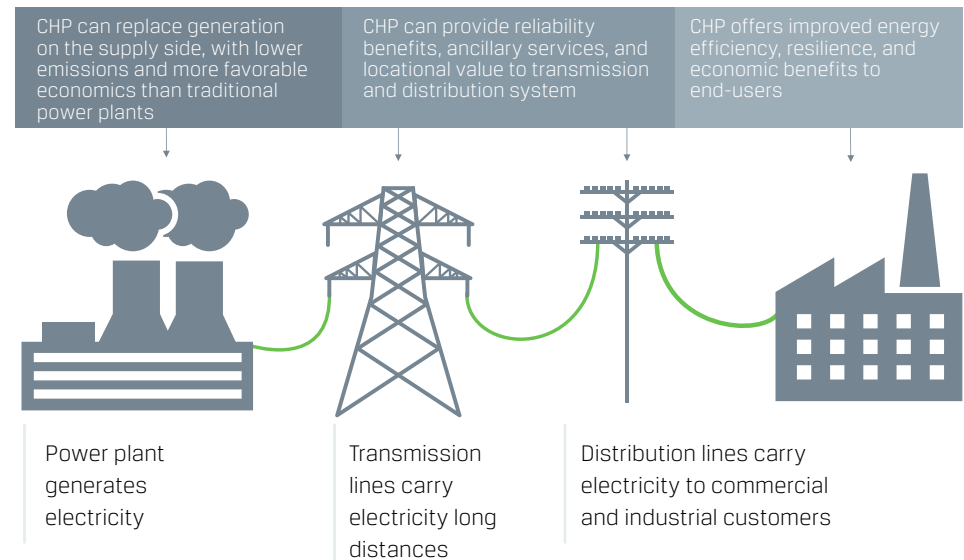 CHP can replace generation
on the supply side, with lower
emissions and more favorable
economics than traditional
power plants
CHP can provide reliability
benefits, ancillary services, and
locational value to transmission
and distribution system
CHP offers improved energy
efficiency, resilience, and
economic benefits to
end-users
Power plant
generates
electricity
Transmission
lines carry
electricity long
distances
Distribution lines carry
electricity to commercial
and industrial customers